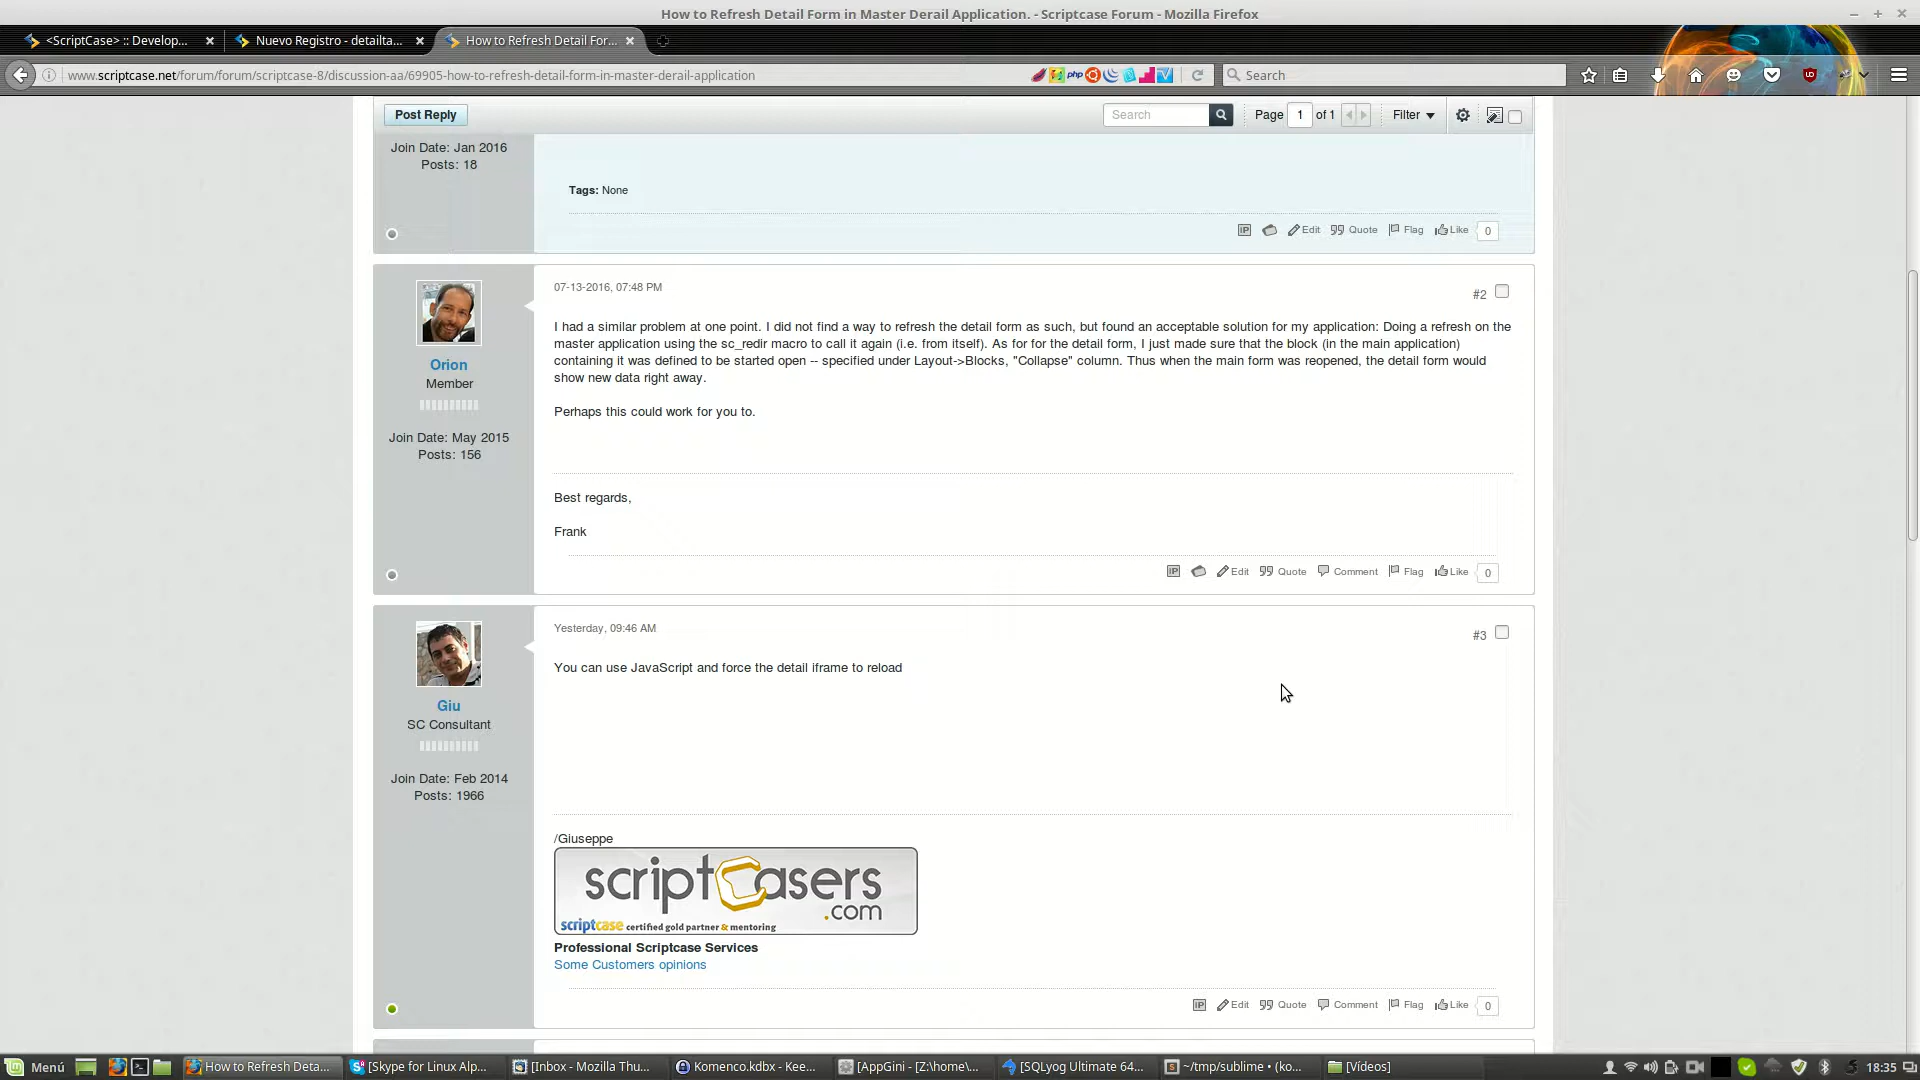 How to Refresh Detail Form in Master Derail Application. - Scriptcase Forum - Mozilla Firefox
<ScriptCase> :: Develop...
Nuevo Registro - detailta...
How to Refresh Detail For...
www.scriptcase.net/forum/forum/scriptcase-8/discussion-aa/69905-how-to-refresh-detail-form-in-master-derail-application
php
Search
Post Reply
Search
Page 1 of 1
Filter
Join Date: Jan 2016
Posts: 18
Tags: None
IP Edit Quote Flag Like 0
07-13-2016, 07:48 PM
#2
I had a similar problem at one point. I did not find a way to refresh the detail form as such, but found an acceptable solution for my application: Doing a refresh on the
master application using the sc_redir macro to call it again (i.e. from itself). As for for the detail form, I just made sure that the block (in the main application)
containing it was defined to be started open -- specified under Layout->Blocks, "Collapse" column. Thus when the main form was reopened, the detail form would
show new data right away.
Perhaps this could work for you to.
Orion
Member
Join Date: May 2015
Posts: 156
Best regards,
Frank
IP Edit Quote Comment Flag Like 0
Yesterday, 09:46 AM
#3
You can use JavaScript and force the detail iframe to reload
Giu
SC Consultant
Join Date: Feb 2014
Posts: 1966
/Giuseppe
scriptCasers
.com
scriptcase certified gold partner & mentoring
Professional Scriptcase Services
Some Customers opinions
IP Edit Quote Comment Flag Like 0
Menú
How to Refresh Deta...
[Skype for Linux Alp...
[Inbox - Mozilla Thu...
Komenco.kdbx - Kee...
[AppGini - [Z:\home\...
[SQLyog Ultimate 64...
~/tmp/sublime • (ko...
[Vídeos]
18:35